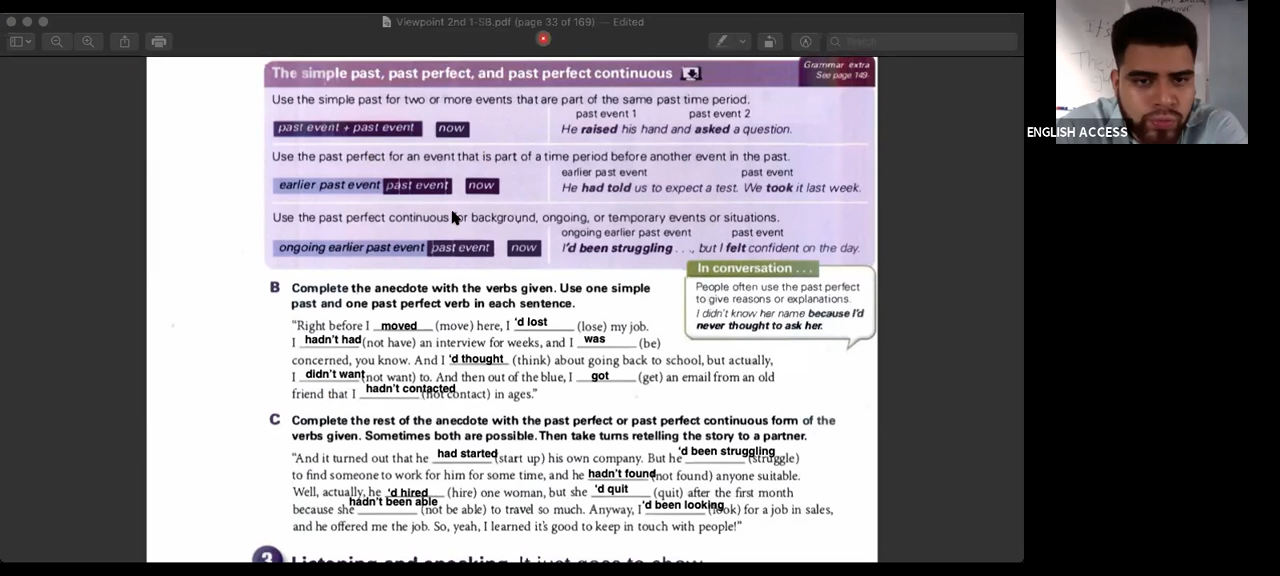 Viewpoint 2nd 1-SB.pdf (page 33 of 169) — Edited
Search
ENGLISH ACCESS
The simple past, past perfect, and past perfect continuous
Grammar extra
See page 149.
Use the simple past for two or more events that are part of the same past time period.
past event 1 past event 2
past event + past event now He raised his hand and asked a question.
Use the past perfect for an event that is part of a time period before another event in the past.
earlier past event past event
earlier past event past event now He had told us to expect a test. We took it last week.
Use the past perfect continuous for background, ongoing, or temporary events or situations.
ongoing earlier past event past event
ongoing earlier past event past event now I'd been struggling . . . , but I felt confident on the day.
In conversation . . .
People often use the past perfect
to give reasons or explanations.
I didn't know her name because I'd
never thought to ask her.
B Complete the anecdote with the verbs given. Use one simple
past and one past perfect verb in each sentence.
"Right before I moved (move) here, I 'd lost (lose) my job.
I hadn't had (not have) an interview for weeks, and I was (be)
concerned, you know. And I 'd thought (think) about going back to school, but actually,
I didn't want (not want) to. And then out of the blue, I got (get) an email from an old
friend that I hadn't contacted (not contact) in ages."
C Complete the rest of the anecdote with the past perfect or past perfect continuous form of the
verbs given. Sometimes both are possible. Then take turns retelling the story to a partner.
"And it turned out that he had started (start up) his own company. But he 'd been struggling (struggle)
to find someone to work for him for some time, and he hadn't found (not found) anyone suitable.
Well, actually, he 'd hired (hire) one woman, but she 'd quit (quit) after the first month
because she hadn't been able (not be able) to travel so much. Anyway, I 'd been looking (look) for a job in sales,
and he offered me the job. So, yeah, I learned it's good to keep in touch with people!"
3 Listening and speaking It just goes to show